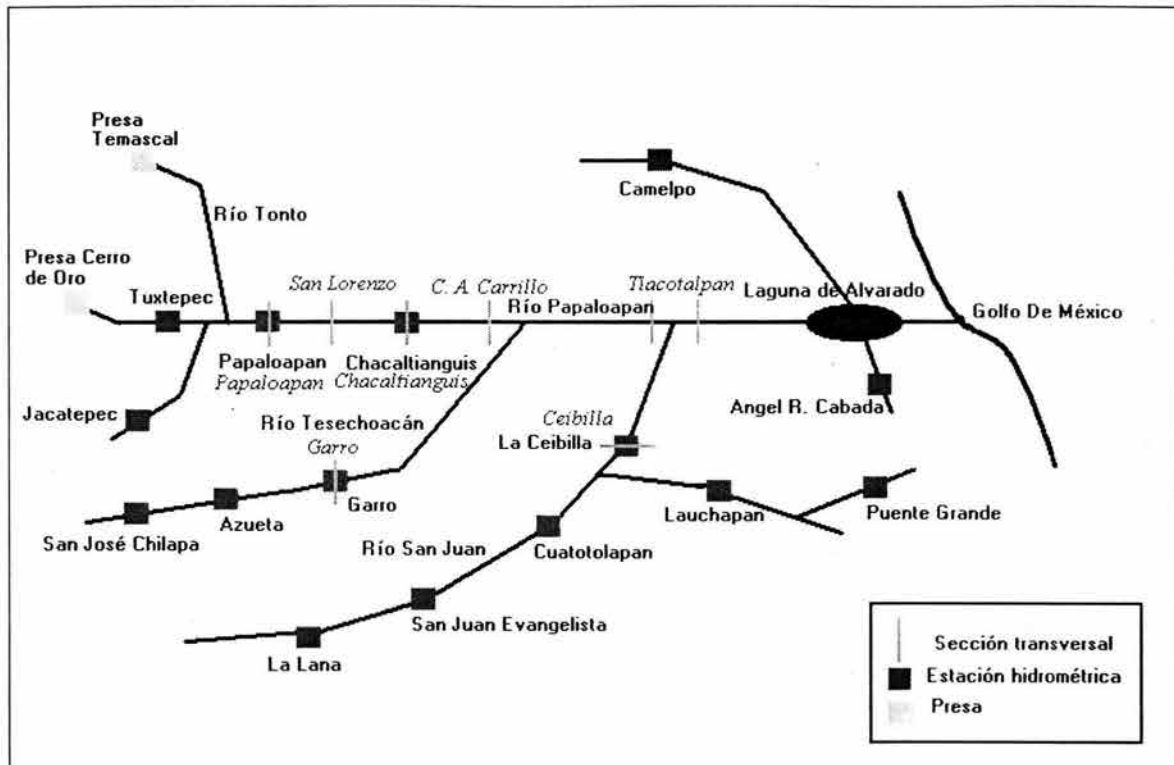 Presa
Temascal
Camelpo
Río Tonto
Presa Cerro
de Oro
Tuxtepec
San Lorenzo
C. A. Carrillo
Río Papaloapan
Tlacotalpan
Laguna de Alvarado
Golfo De México
Papaloapan
Papaloapan
Chacaltianguis
Chacaltianguis
Jacatepec
Río Tesechoacán
Garro
Ceibilla
La Ceibilla
Angel R. Cabada
Garro
Azueta
San José Chilapa
Lauchapan
Puente Grande
Río San Juan
Cuatotolapan
San Juan Evangelista
La Lana
Sección transversal
Estación hidrométrica
Presa